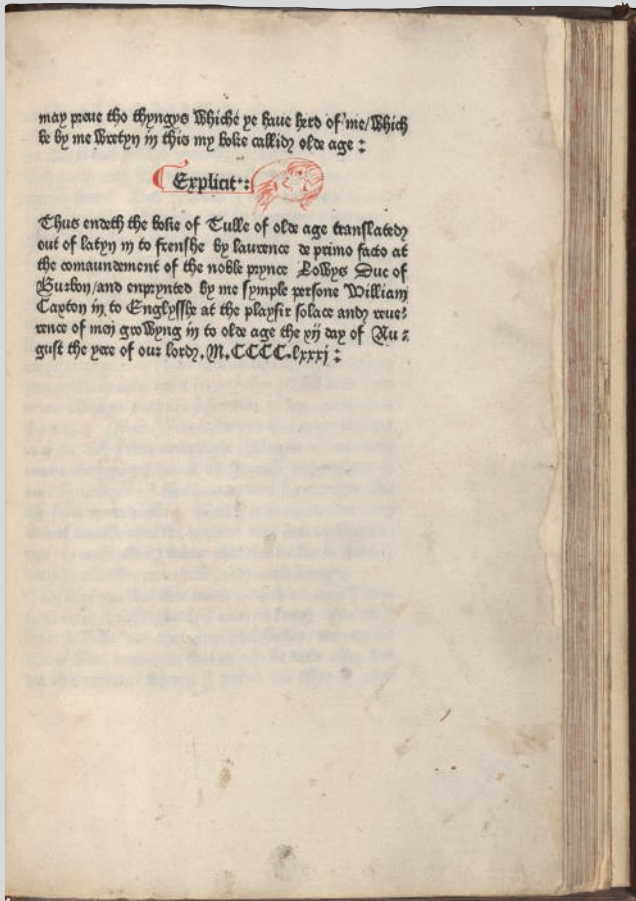 may preue tho thyngys Whiche ye haue herd of me/Which
be by me Wretyn in this my boke callid olde age :
Explicit :
Thus endeth the boke of Tulle of olde age translated
out of latyn in to frenshe by laurence de primo facto at
the comaundement of the noble prynce Lowys Duc of
Burbon/and enprynted by me symple persone William
Caxton in to Englysshe at the playsir solace and reue:
rence of men growyng in to olde age the xij day of Au:
gust the yere of our lord. M. CCCC. lxxxj :